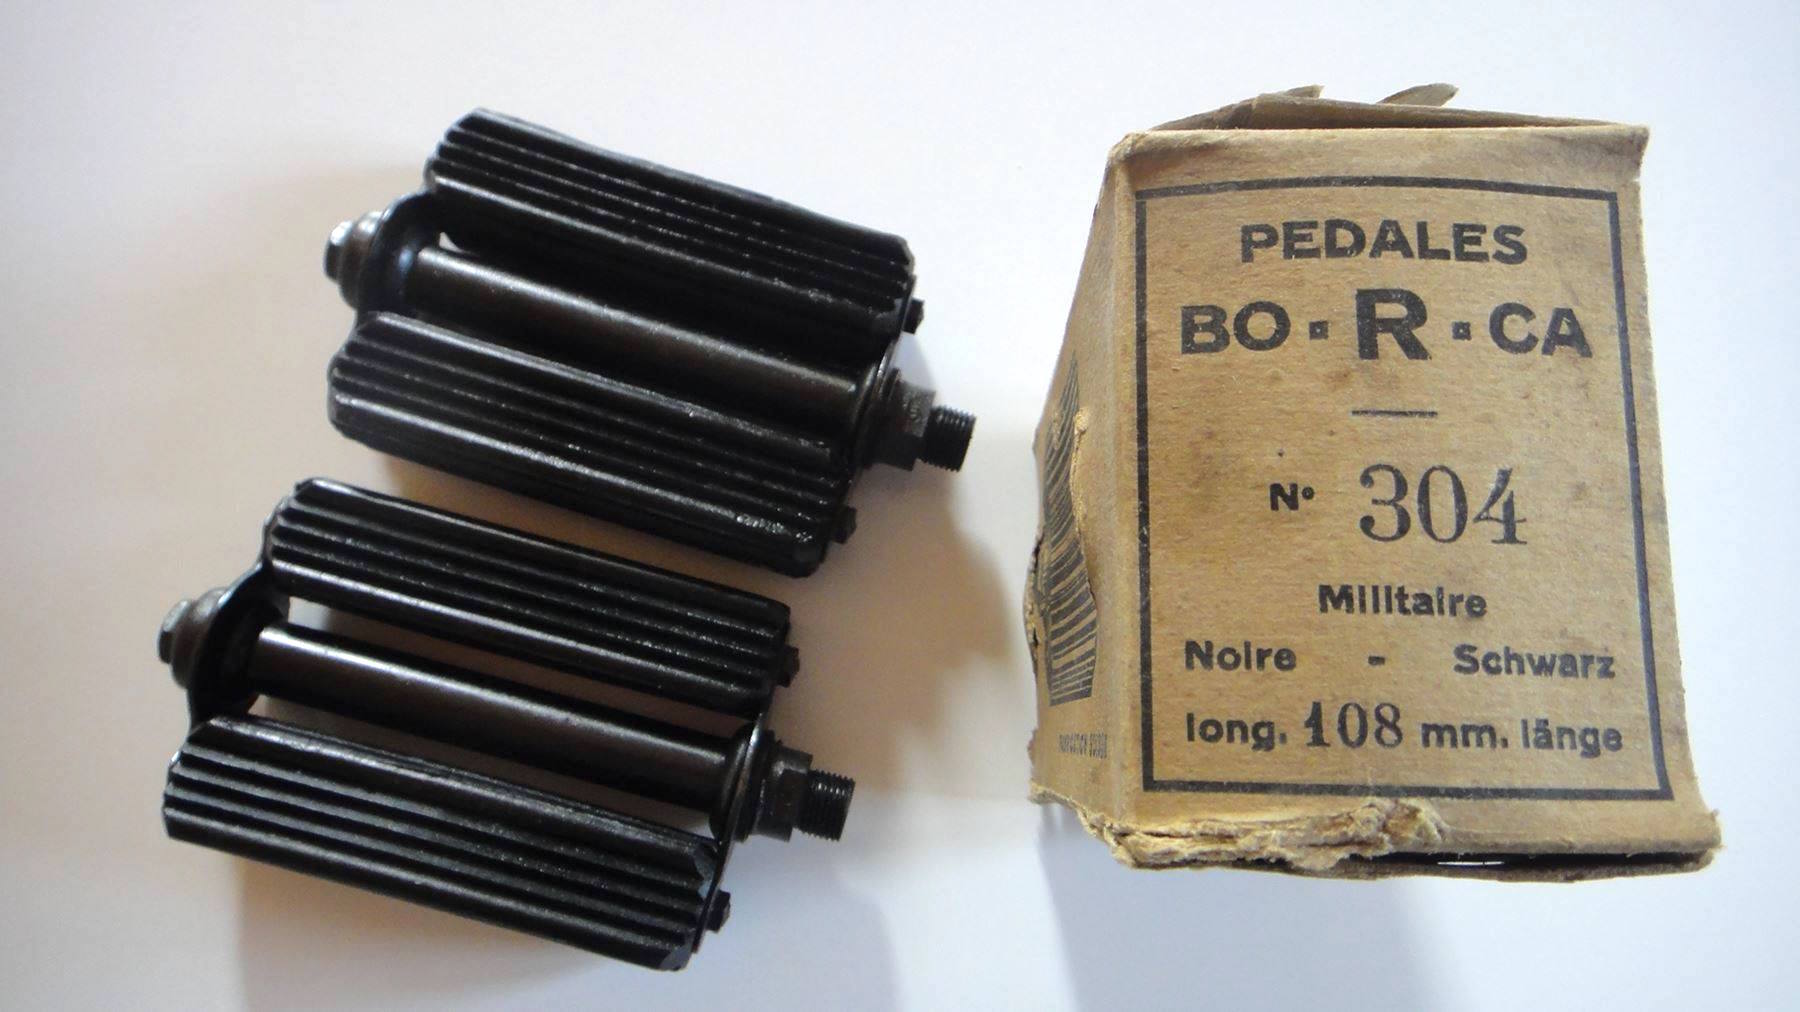 PEDALES
BO·R·CA
N° 304
Militaire
Noire - Schwarz
long. 108 mm. länge